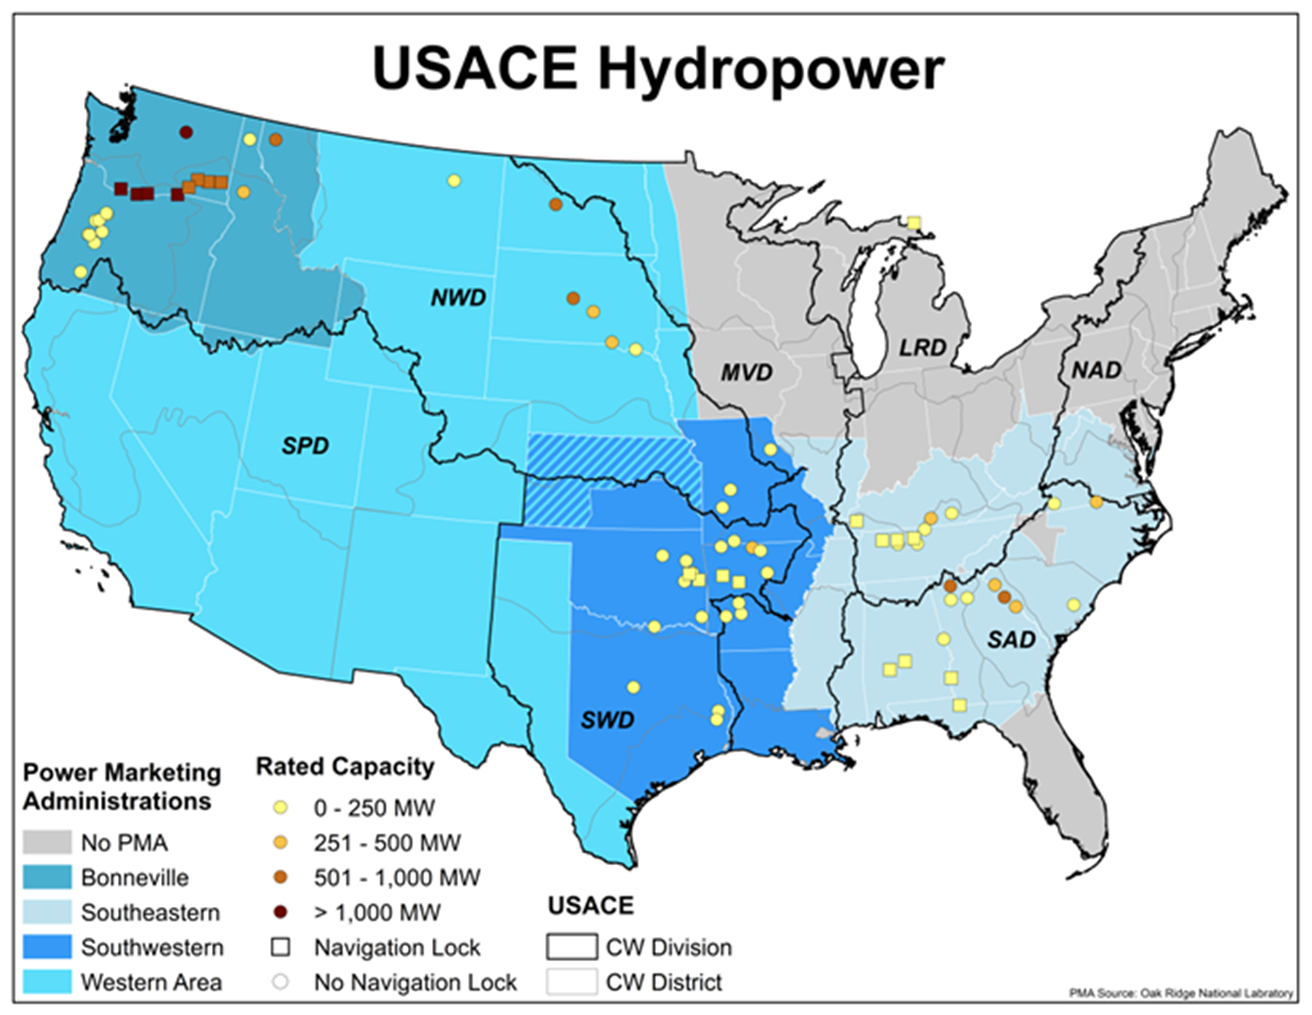 USACE Hydropower
NWD
MVD
LRD
NAD
SPD
SAD
SWD
Power Marketing
Administrations
No PMA
Bonneville
Southeastern
Southwestern
Western Area
Rated Capacity
0 - 250 MW
251 - 500 MW
501 - 1,000 MW
> 1,000 MW
Navigation Lock
No Navigation Lock
USACE
CW Division
CW District
PMA Source: Oak Ridge National Labratory